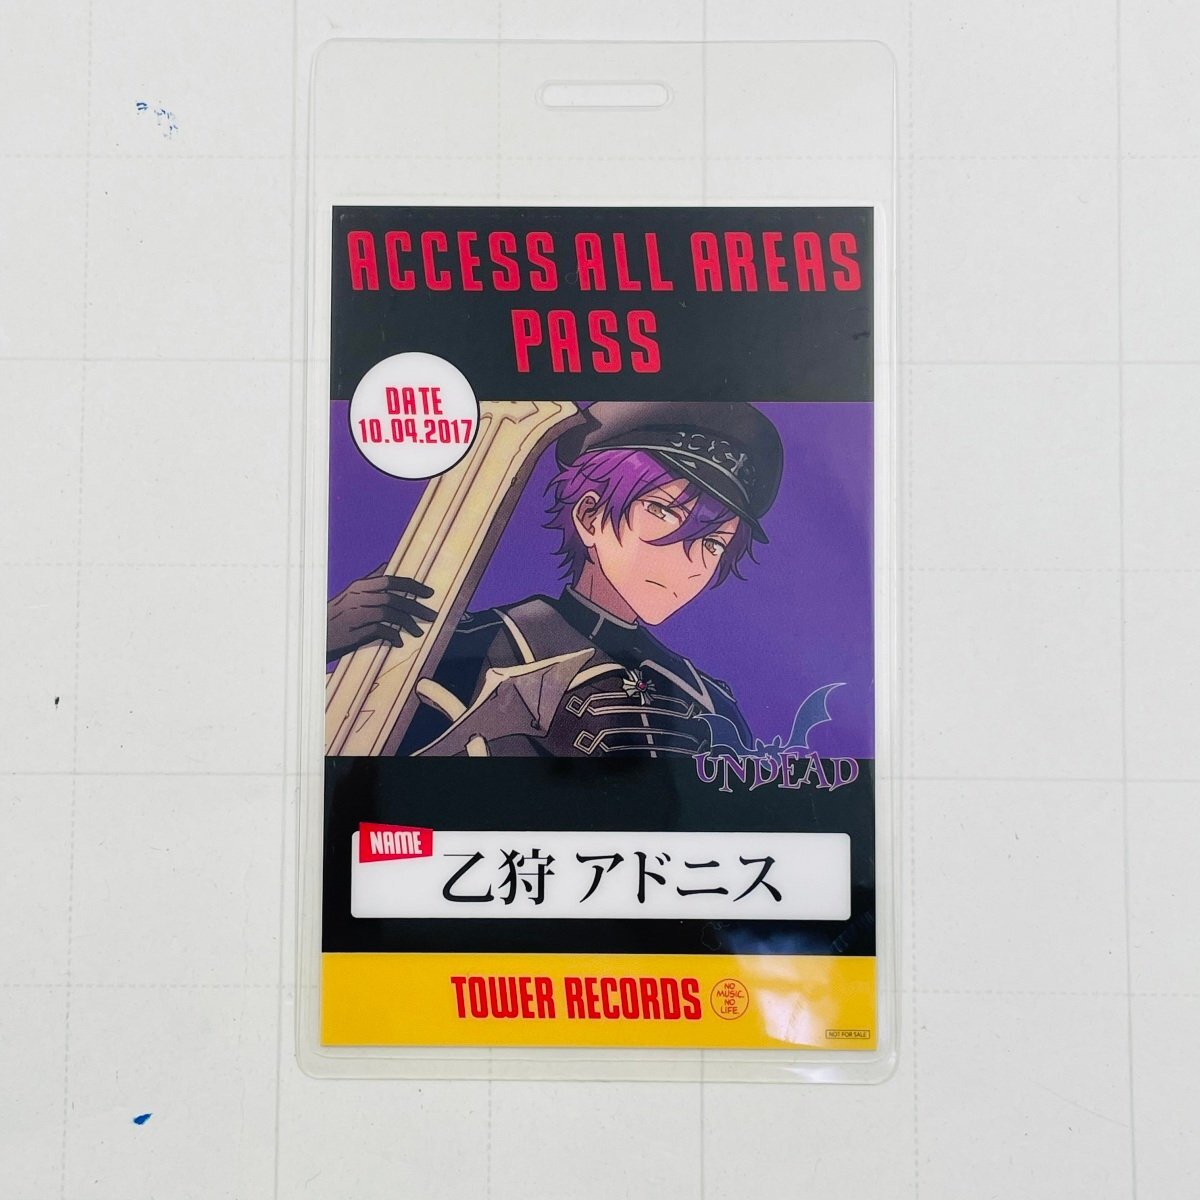 ACCESS ALL AREAS
PASS
DATE
10.04.2017
UNDEAD
NAME
乙狩 アドニス
TOWER RECORDS
NO
MUSIC.
NO
LIFE.
NOT FOR SALE